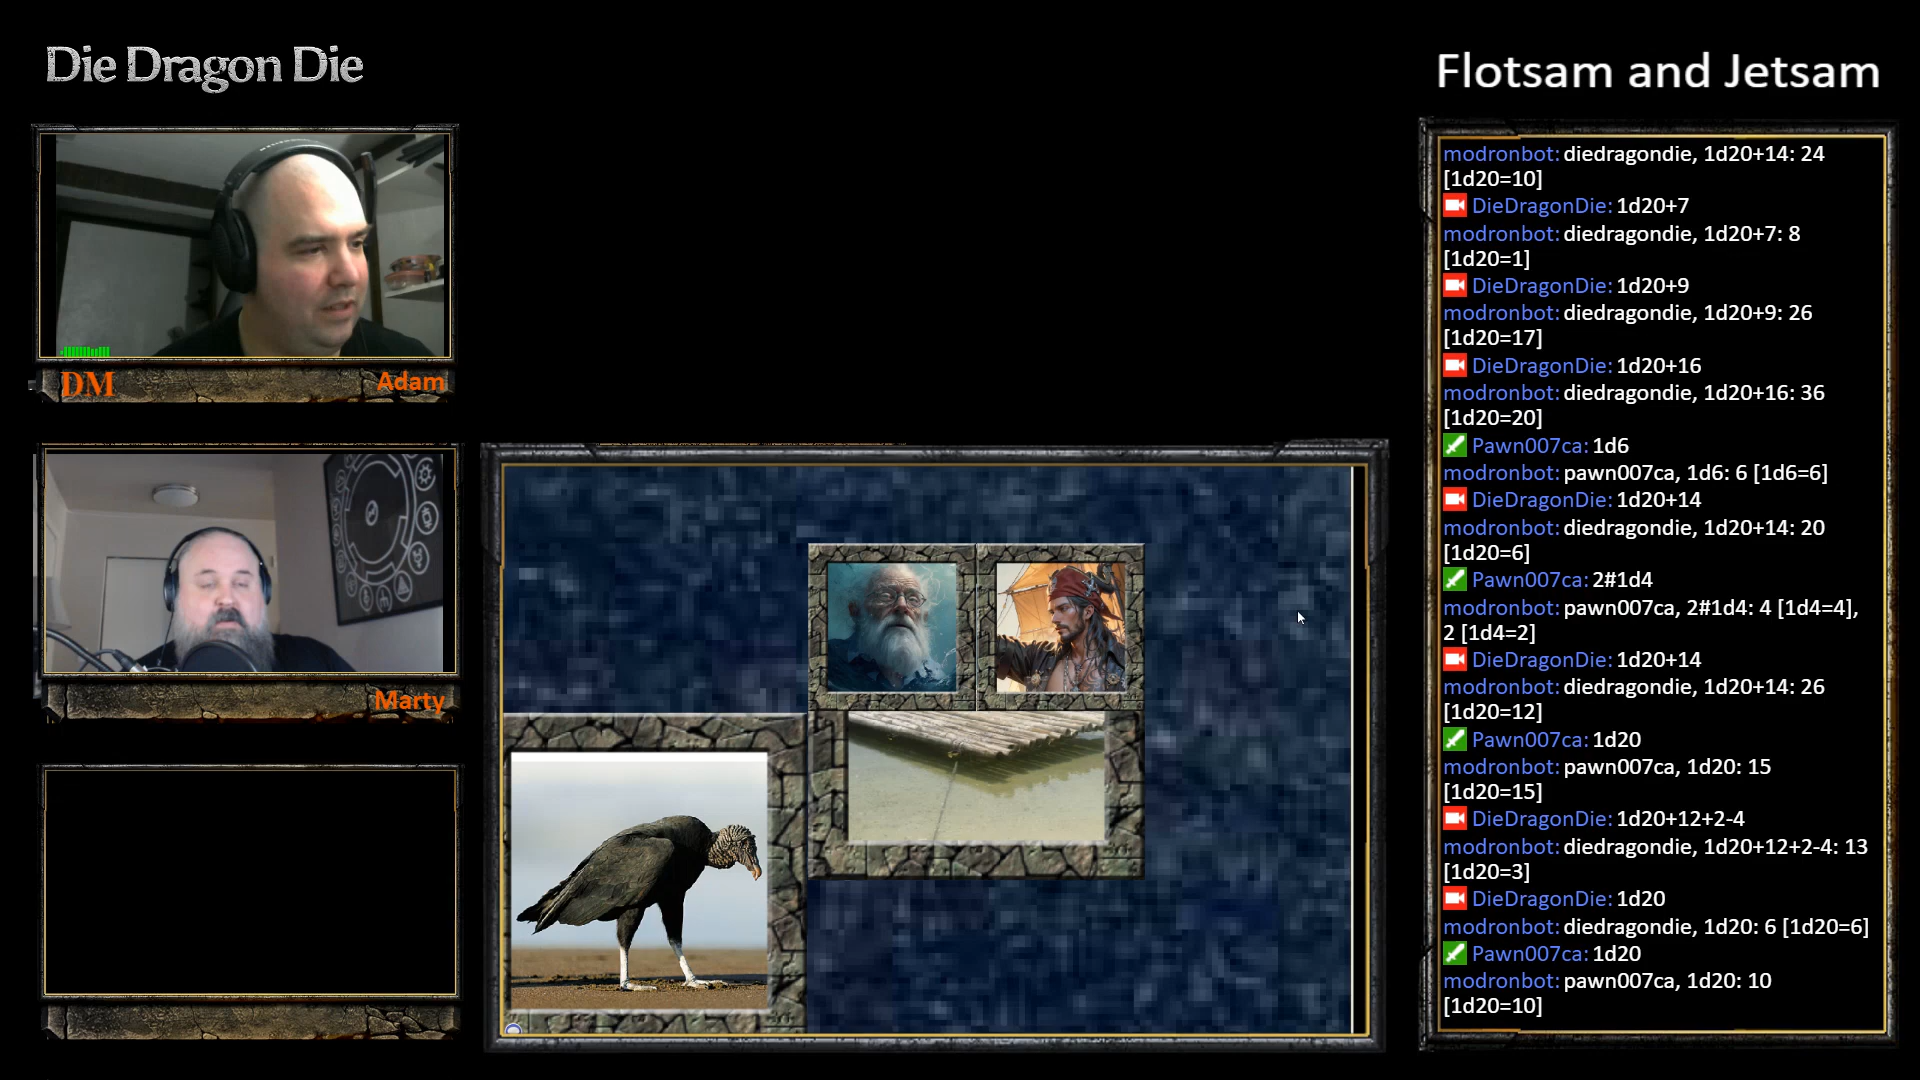 Die Dragon Die
Flotsam and Jetsam
DM
Adam
Marty
modronbot: diedragondie, 1d20+14: 24
[1d20=10]
DieDragonDie: 1d20+7
modronbot: diedragondie, 1d20+7: 8
[1d20=1]
DieDragonDie: 1d20+9
modronbot: diedragondie, 1d20+9: 26
[1d20=17]
DieDragonDie: 1d20+16
modronbot: diedragondie, 1d20+16: 36
[1d20=20]
Pawn007ca: 1d6
modronbot: pawn007ca, 1d6: 6 [1d6=6]
DieDragonDie: 1d20+14
modronbot: diedragondie, 1d20+14: 20
[1d20=6]
Pawn007ca: 2#1d4
modronbot: pawn007ca, 2#1d4: 4 [1d4=4],
2 [1d4=2]
DieDragonDie: 1d20+14
modronbot: diedragondie, 1d20+14: 26
[1d20=12]
Pawn007ca: 1d20
modronbot: pawn007ca, 1d20: 15
[1d20=15]
DieDragonDie: 1d20+12+2-4
modronbot: diedragondie, 1d20+12+2-4: 13
[1d20=3]
DieDragonDie: 1d20
modronbot: diedragondie, 1d20: 6 [1d20=6]
Pawn007ca: 1d20
modronbot: pawn007ca, 1d20: 10
[1d20=10]